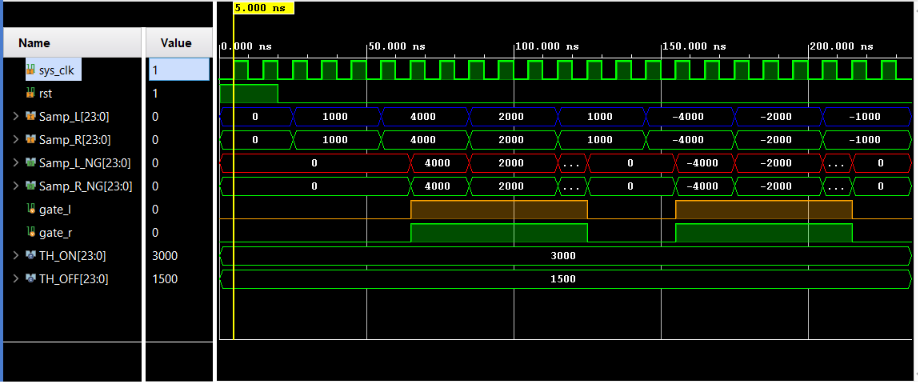 5.000 ns
Name Value
0.000 ns 50.000 ns 100.000 ns 150.000 ns 200.000 ns
sys_clk 1
rst 1
Samp_L[23:0] 0 0 1000 4000 2000 1000 -4000 -2000 -1000
Samp_R[23:0] 0 0 1000 4000 2000 1000 -4000 -2000 -1000
Samp_L_NG[23:0] 0 0 4000 2000 ... 0 -4000 -2000 ... 0
Samp_R_NG[23:0] 0 0 4000 2000 ... 0 -4000 -2000 ... 0
gate_l 0
gate_r 0
TH_ON[23:0] 3000 3000
TH_OFF[23:0] 1500 1500